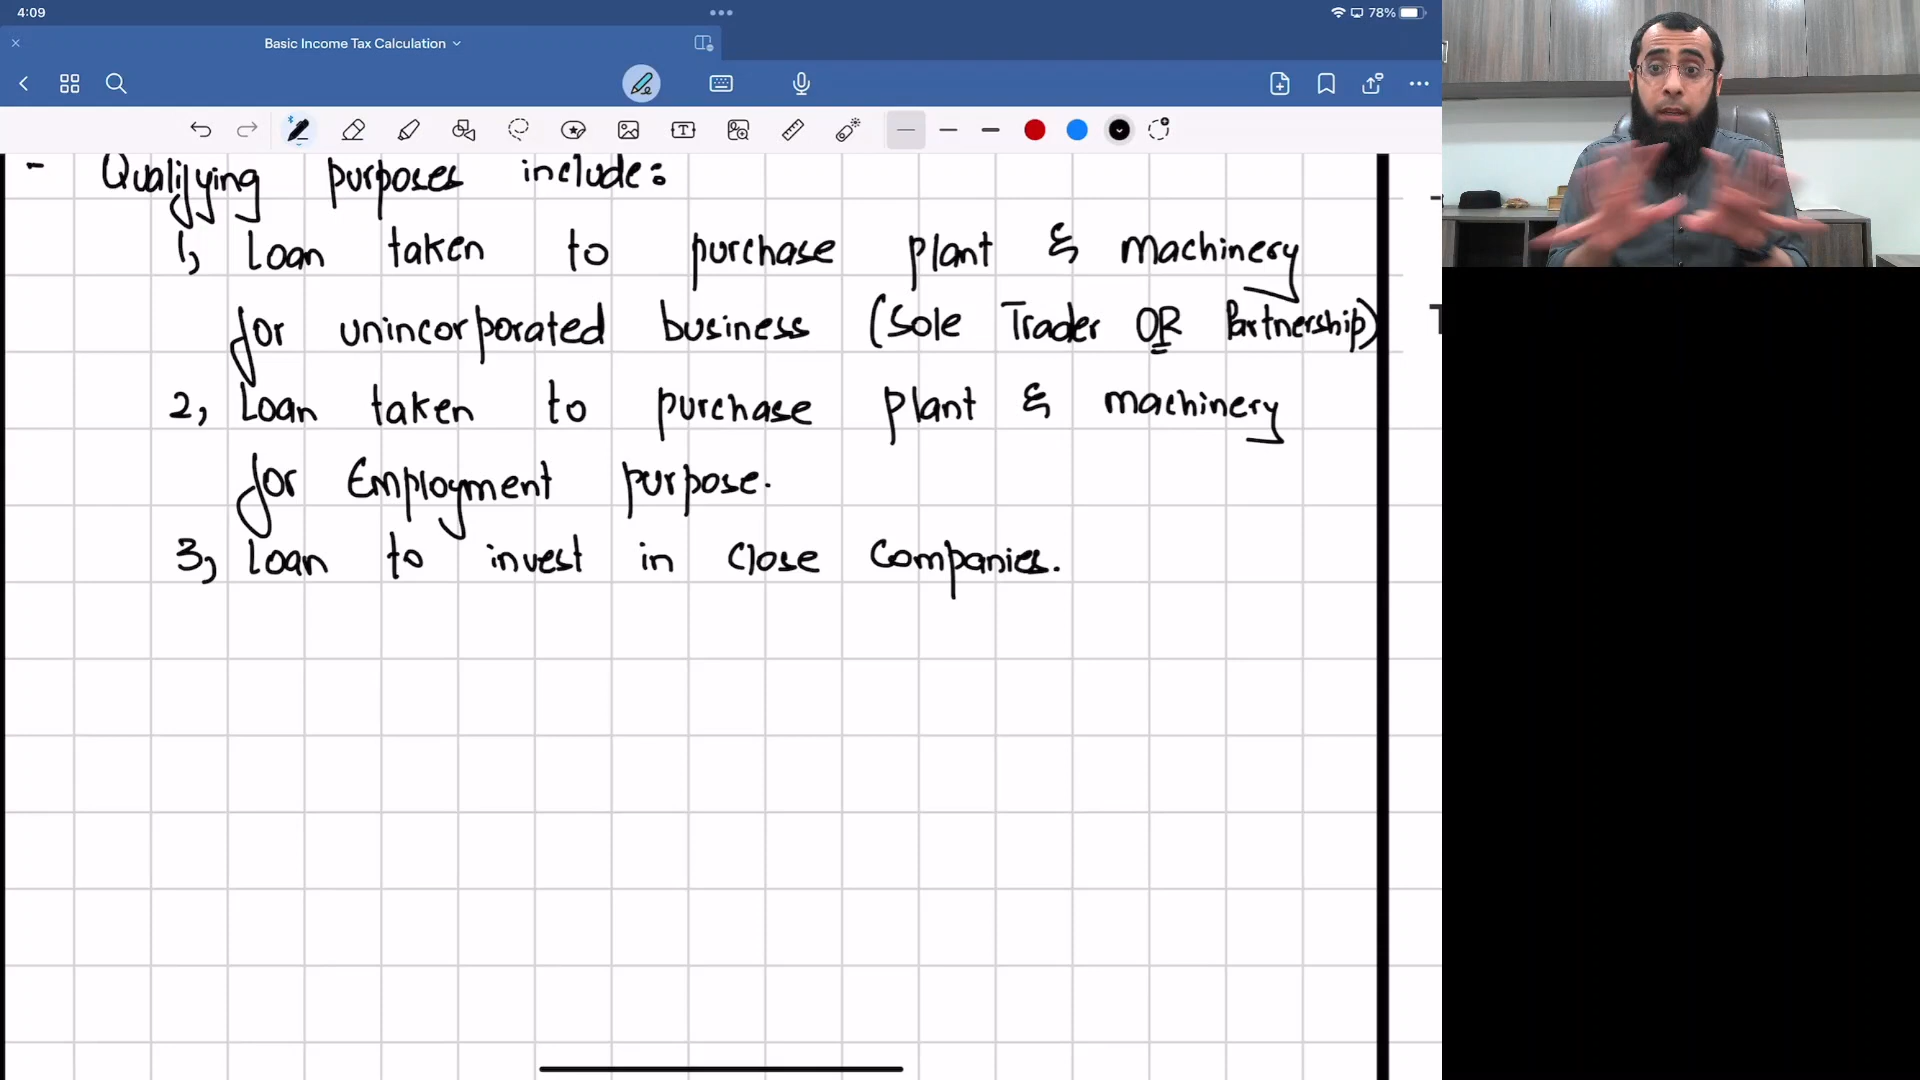 4:09
78%
Basic Income Tax Calculation
- Qualifying purposes include:
1, Loan taken to purchase plant & Machinery
for unincorporated business (Sole Trader OR Partnership)
2, Loan taken to purchase plant & machinery
for Employment purpose.
3, Loan to invest in close companies.